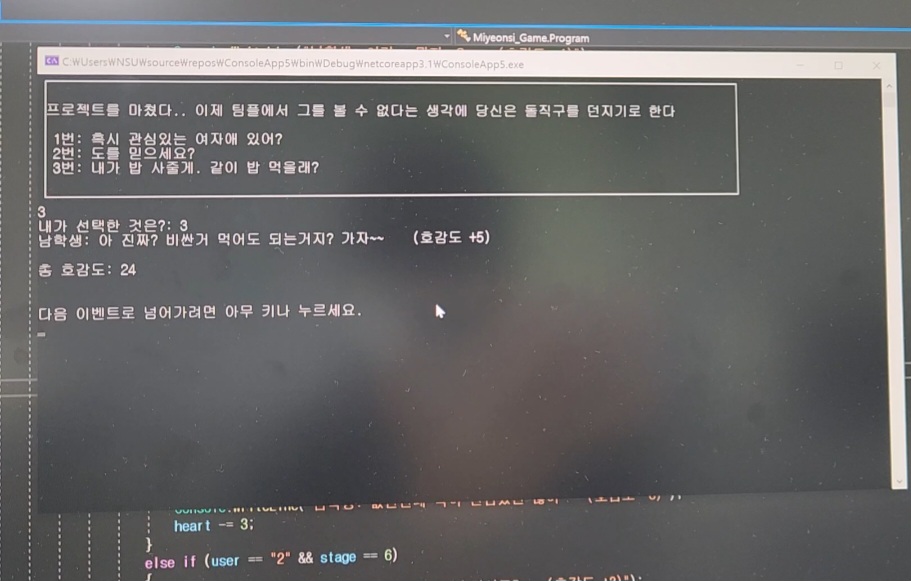 Miyeonsi_Game.Program
C:₩Users₩NSU₩source₩repos₩ConsoleApp5₩bin₩Debug₩netcoreapp3.1₩ConsoleApp5.exe
프로젝트를 마쳤다.. 이제 팀플에서 그를 볼 수 없다는 생각에 당신은 돌직구를 던지기로 한다
1번: 혹시 관심있는 여자애 있어?
2번: 도를 믿으세요?
3번: 내가 밥 사줄게. 같이 밥 먹을래?
3
내가 선택한 것은?: 3
남학생: 아 진짜? 비싼거 먹어도 되는거지? 가자~~ (호감도 +5)
총 호감도: 24
다음 이벤트로 넘어가려면 아무 키나 누르세요.
heart -= 3;
}
else if (user == "2" && stage == 6)